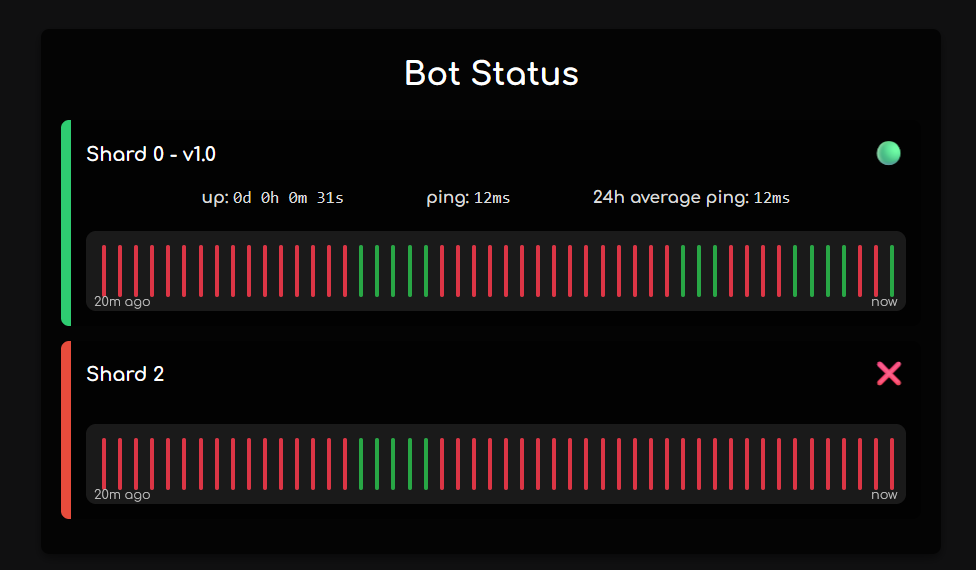 Bot Status
Shard 0 - v1.0
up: 0d 0h 0m 31s ping: 12ms 24h average ping: 12ms
20m ago now
Shard 2
20m ago now